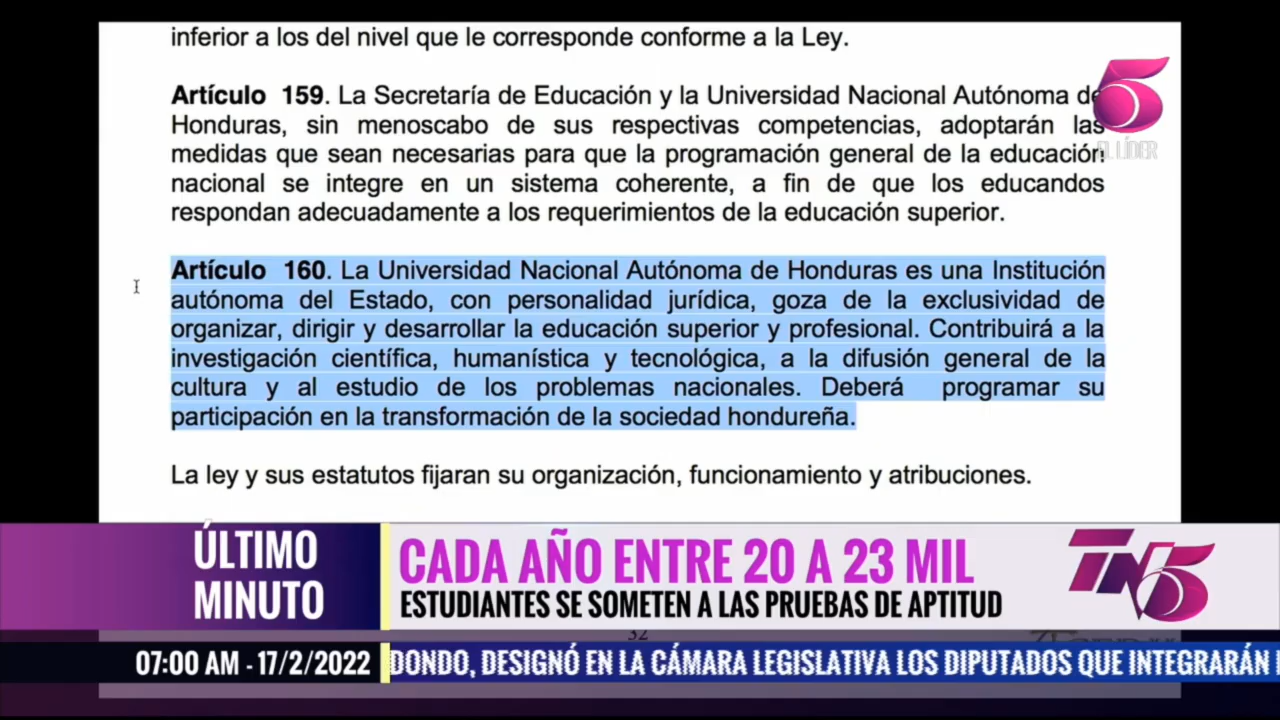 inferior a los del nivel que le corresponde conforme a la Ley.
Artículo 159. La Secretaría de Educación y la Universidad Nacional Autónoma de
Honduras, sin menoscabo de sus respectivas competencias, adoptarán las
medidas que sean necesarias para que la programación general de la educación
nacional se integre en un sistema coherente, a fin de que los educandos
respondan adecuadamente a los requerimientos de la educación superior.
5
EL LÍDER
Artículo 160. La Universidad Nacional Autónoma de Honduras es una Institución
autónoma del Estado, con personalidad jurídica, goza de la exclusividad de
organizar, dirigir y desarrollar la educación superior y profesional. Contribuirá a la
investigación científica, humanística y tecnológica, a la difusión general de la
cultura y al estudio de los problemas nacionales. Deberá programar su
participación en la transformación de la sociedad hondureña.
La ley y sus estatutos fijaran su organización, funcionamiento y atribuciones.
ÚLTIMO
MINUTO
CADA AÑO ENTRE 20 A 23 MIL
ESTUDIANTES SE SOMETEN A LAS PRUEBAS DE APTITUD
TN5
32
07:00 AM - 17/2/2022
DONDO, DESIGNÓ EN LA CÁMARA LEGISLATIVA LOS DIPUTADOS QUE INTEGRARÁN